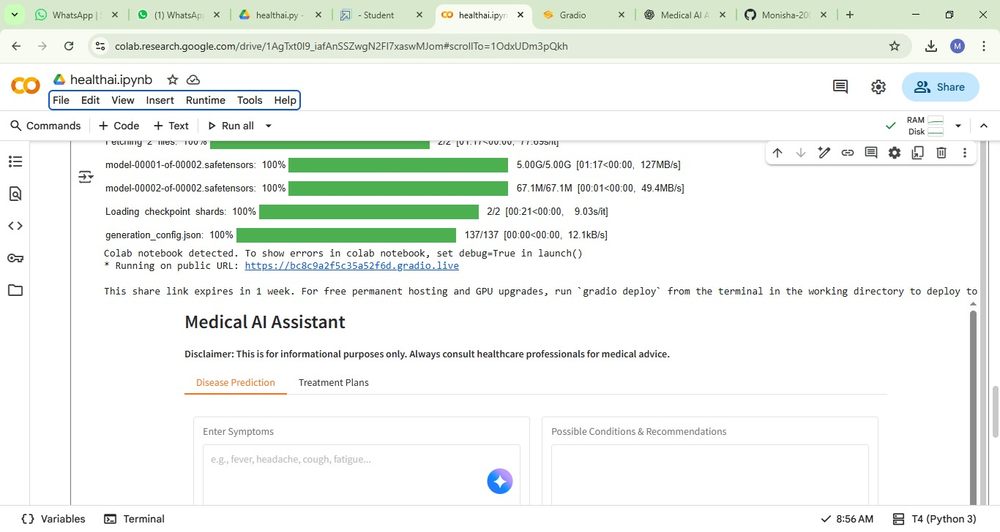 WhatsApp |
(1) WhatsAp
healthai.py -
- Student
healthai.ipyn
Gradio
Medical AI A
Monisha-200
colab.research.google.com/drive/1AgTxt0I9_iafAnSSZwgN2FI7xaswMJom#scrollTo=1OdxUDm3pQkh
M
healthai.ipynb
File Edit View Insert Runtime Tools Help
Share
Commands + Code + Text Run all
RAM
Disk
Fetching 2 files: 100% 2/2 [01:17<00:00, 77.69s/it]
model-00001-of-00002.safetensors: 100% 5.00G/5.00G [01:17<00:00, 127MB/s]
model-00002-of-00002.safetensors: 100% 67.1M/67.1M [00:01<00:00, 49.4MB/s]
Loading checkpoint shards: 100% 2/2 [00:21<00:00, 9.03s/it]
generation_config.json: 100% 137/137 [00:00<00:00, 12.1kB/s]
Colab notebook detected. To show errors in colab notebook, set debug=True in launch()
* Running on public URL: https://bc8c9a2f5c35a52f6d.gradio.live
This share link expires in 1 week. For free permanent hosting and GPU upgrades, run `gradio deploy` from the terminal in the working directory to deploy to
Medical AI Assistant
Disclaimer: This is for informational purposes only. Always consult healthcare professionals for medical advice.
Disease Prediction Treatment Plans
Enter Symptoms
Possible Conditions & Recommendations
e.g., fever, headache, cough, fatigue...
Variables Terminal
8:56 AM T4 (Python 3)